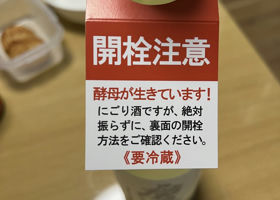 開栓注意
酵母が生きています!
にごり酒ですが、絶対
振らずに、裏面の開栓
方法をご確認ください。
《要冷蔵》